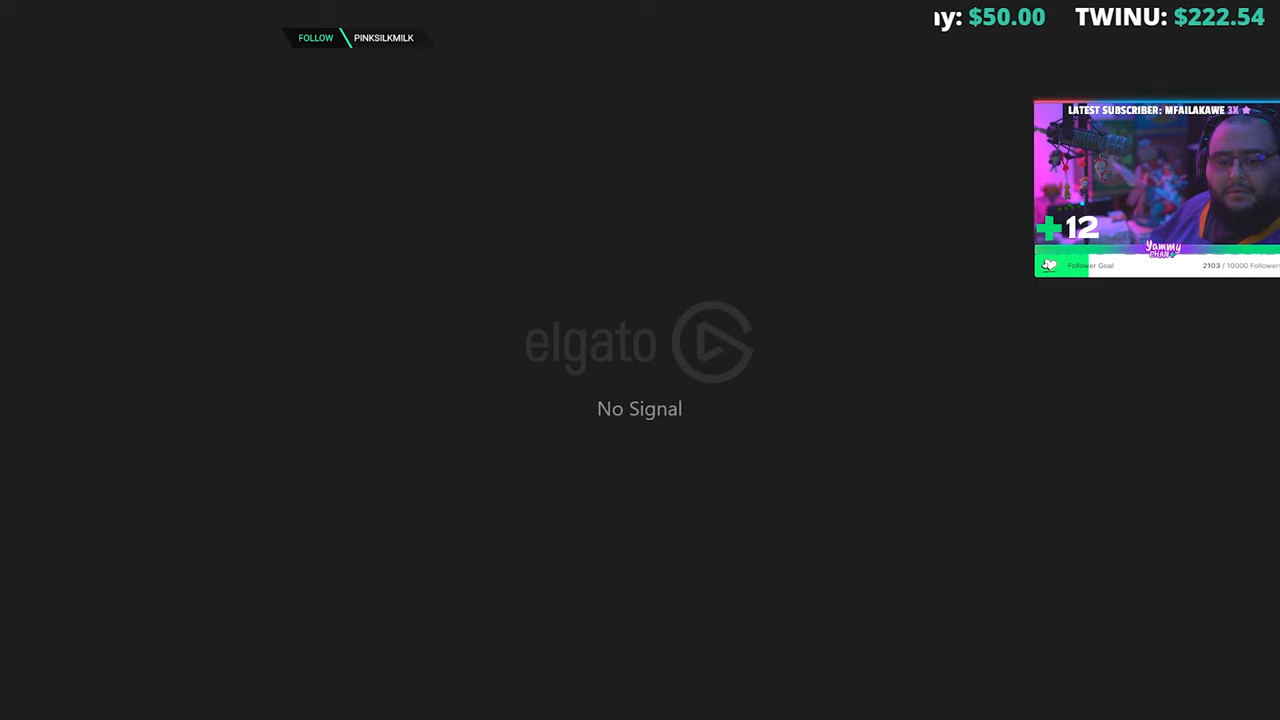 y: $50.00 TWINU: $222.54
FOLLOW PINKSILKMILK
LATEST SUBSCRIBER: MFAILAKAWE 3X
+12
Yammy
CHAN
Follower Goal 2103 / 10000 Followers
elgato
No Signal